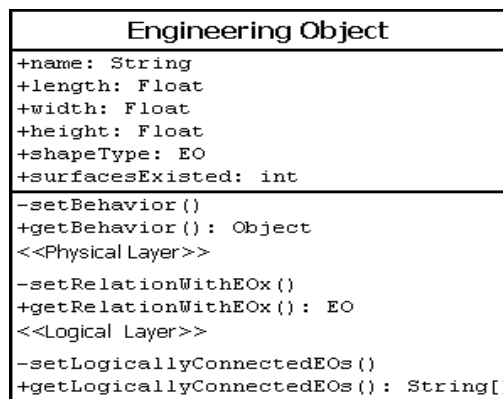 Engineering Object
+name: String
+length: Float
+width: Float
+height: Float
+shapeType: EO
+surfacesExisted: int
-setBehavior()
+getBehavior(): Object
<<Physical Layer>>
-setRelationWithEOx()
+getRelationWithEOx(): EO
<<Logical Layer>>
-setLogicallyConnectedEOs()
+getLogicallyConnectedEOs(): String[